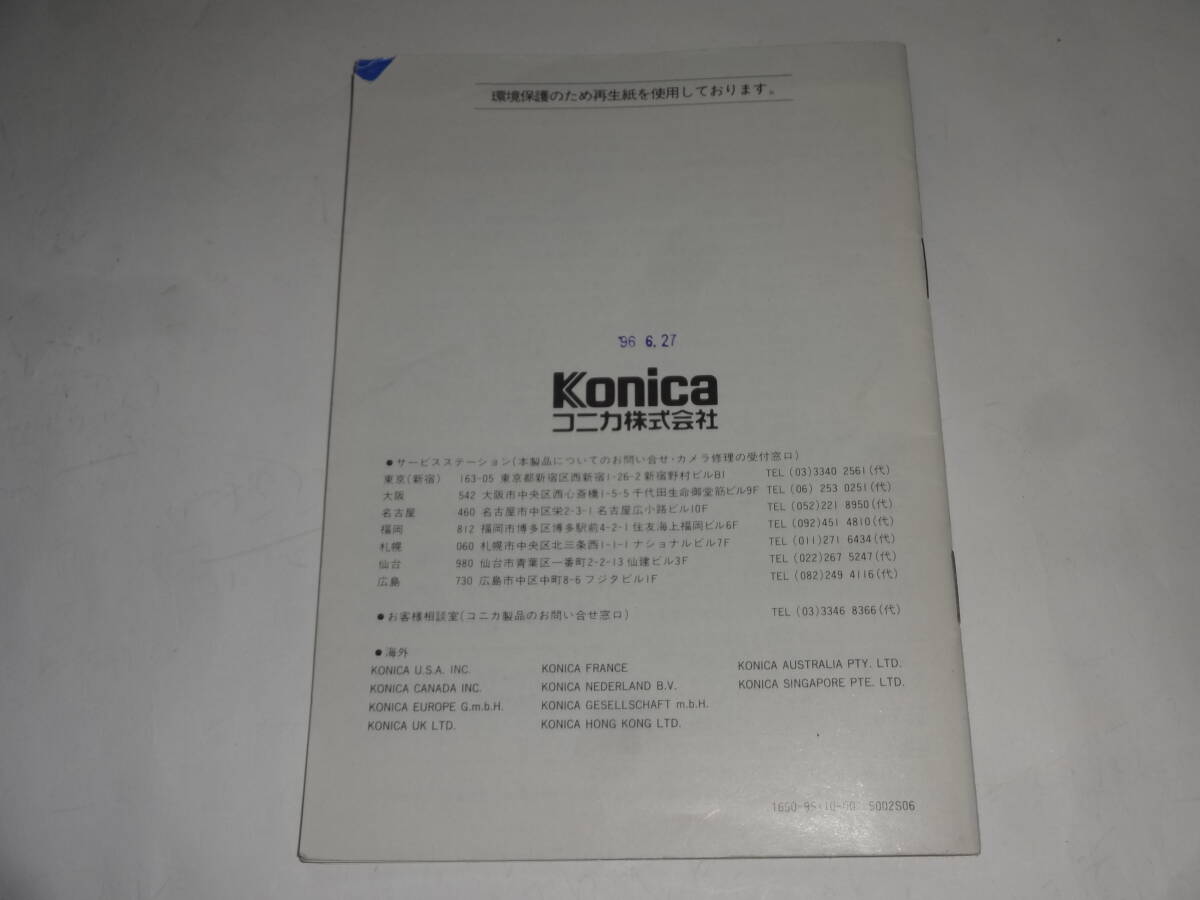 環境保護のため再生紙を使用しております。
'96 6.27
Konica
コニカ株式会社
●サービスステーション(本製品についてのお問い合せ・カメラ修理の受付窓口)
東京(新宿) 163-05 東京都新宿区西新宿1-26-2新宿野村ビルB1 TEL (03)3340 2561(代)
大阪 542 大阪市中央区西心斎橋1-5-5千代田生命御堂筋ビル9F TEL (06) 253 0251(代)
名古屋 460 名古屋市中区栄2-3-1名古屋広小路ビル10F TEL (052)221 8950(代)
福岡 812 福岡市博多区博多駅前4-2-1住友海上福岡ビル6F TEL (092)451 4810(代)
札幌 060 札幌市中央区北三条西1-1-1ナショナルビル7F TEL (011)271 6434(代)
仙台 980 仙台市青葉区一番町2-2-13仙建ビル3F TEL (022)267 5247(代)
広島 730 広島市中区中町8-6フジタビル1F TEL (082)249 4116(代)
●お客様相談室(コニカ製品のお問い合せ窓口) TEL (03)3346 8366(代)
●海外
KONICA U.S.A. INC. KONICA FRANCE KONICA AUSTRALIA PTY. LTD.
KONICA CANADA INC. KONICA NEDERLAND B.V. KONICA SINGAPORE PTE. LTD.
KONICA EUROPE G.m.b.H. KONICA GESELLSCHAFT m.b.H.
KONICA UK LTD. KONICA HONG KONG LTD.
5002S06